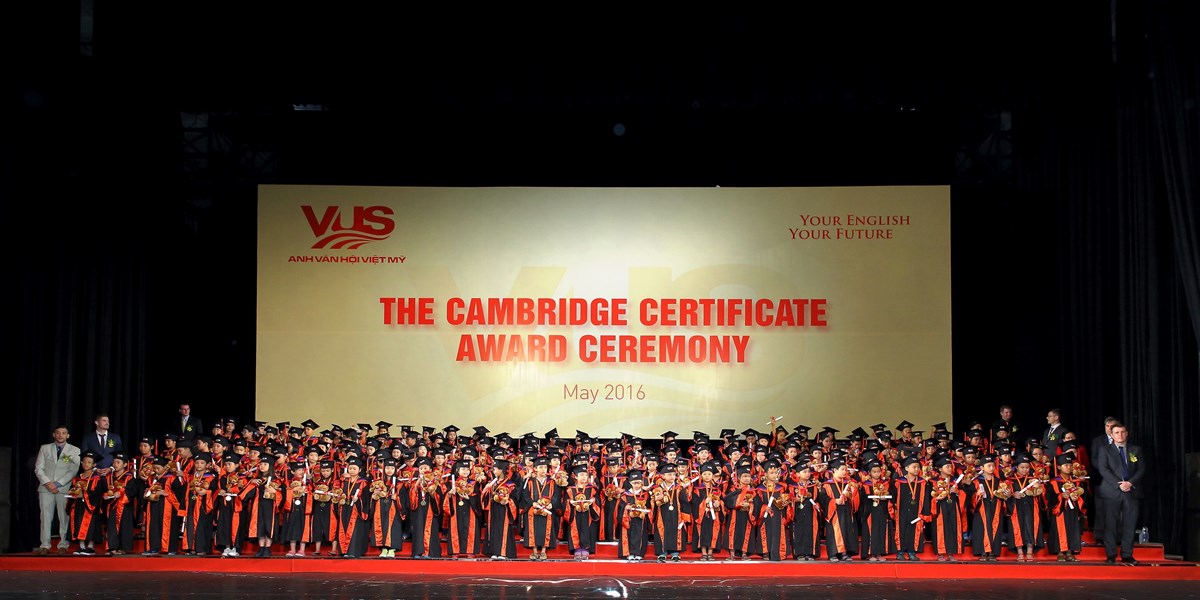 VUS
ANH VĂN HỘI VIỆT MỸ
YOUR ENGLISH
YOUR FUTURE
THE CAMBRIDGE CERTIFICATE
AWARD CEREMONY
May 2016